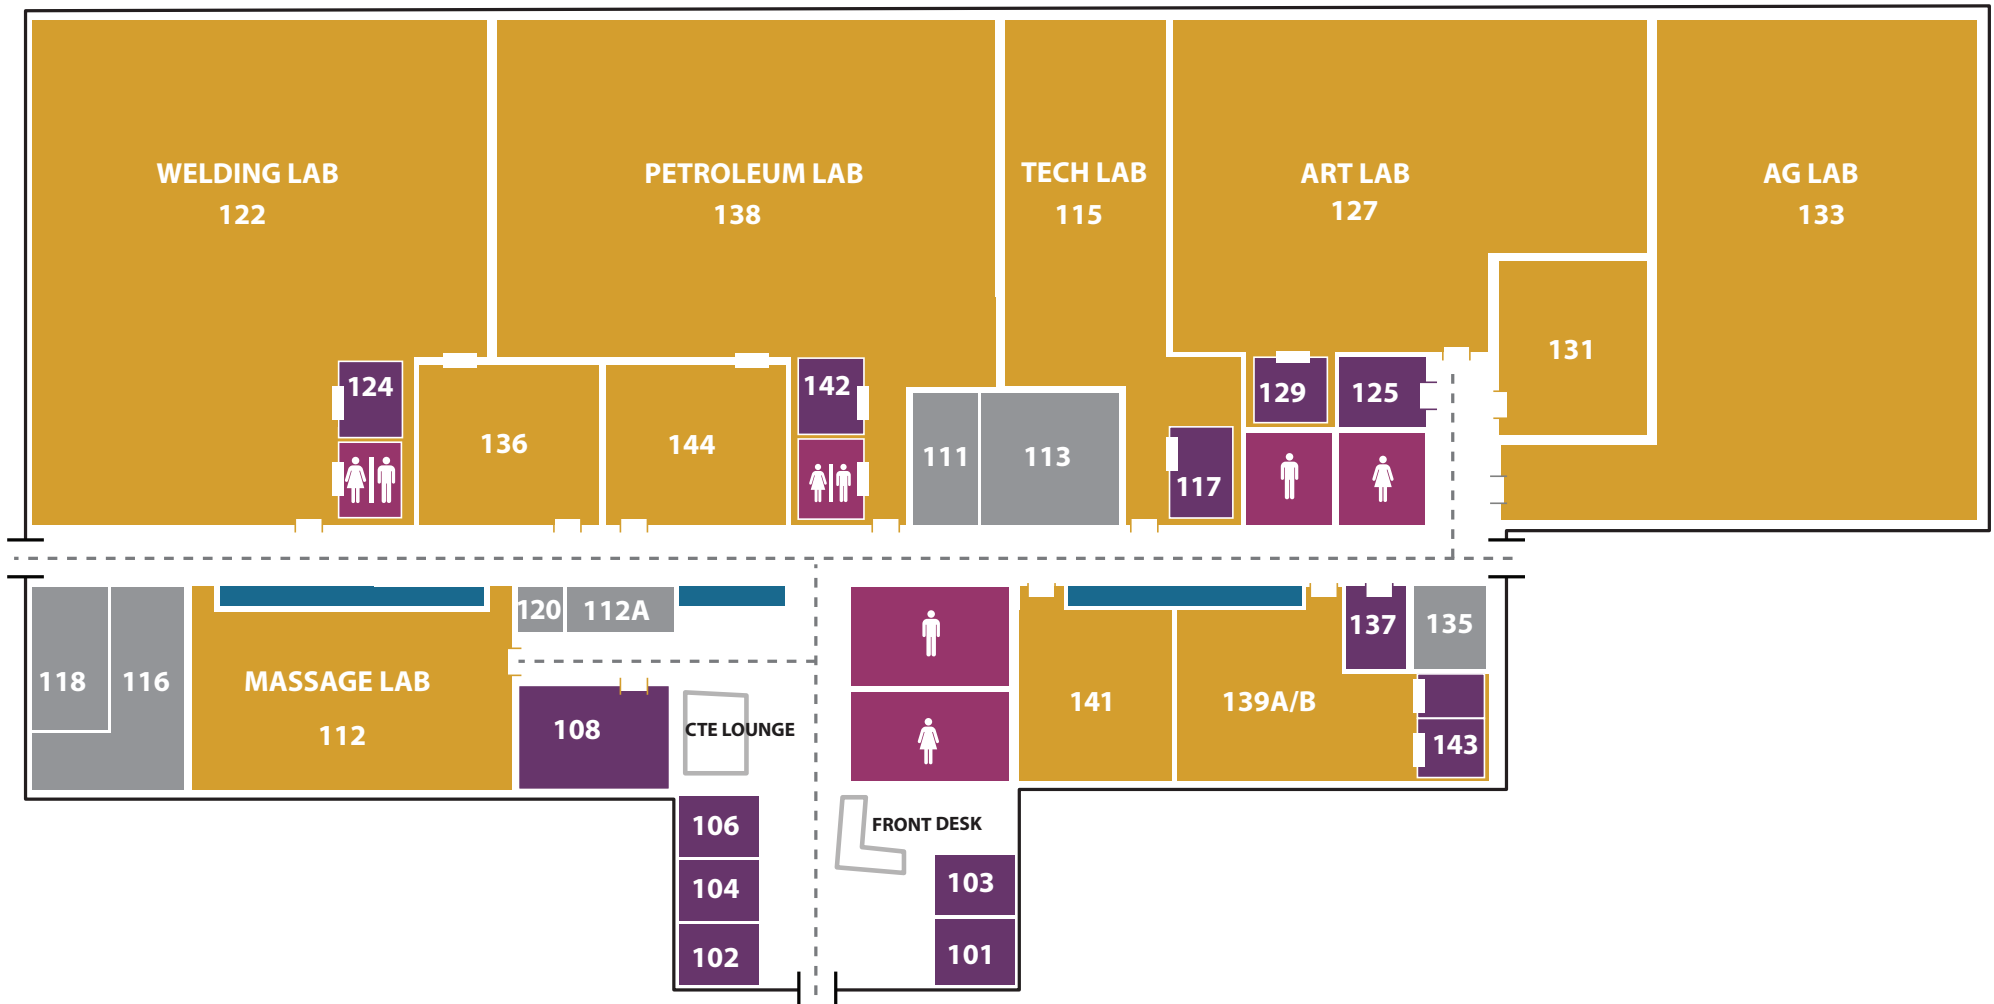 WELDING LAB
122
PETROLEUM LAB
138
TECH LAB
115
ART LAB
127
AG LAB
133
124
136
144
142
111
113
117
129
125
131
118
116
MASSAGE LAB
112
120
112A
108
CTE LOUNGE
141
139A/B
137
135
143
106
104
102
FRONT DESK
103
101